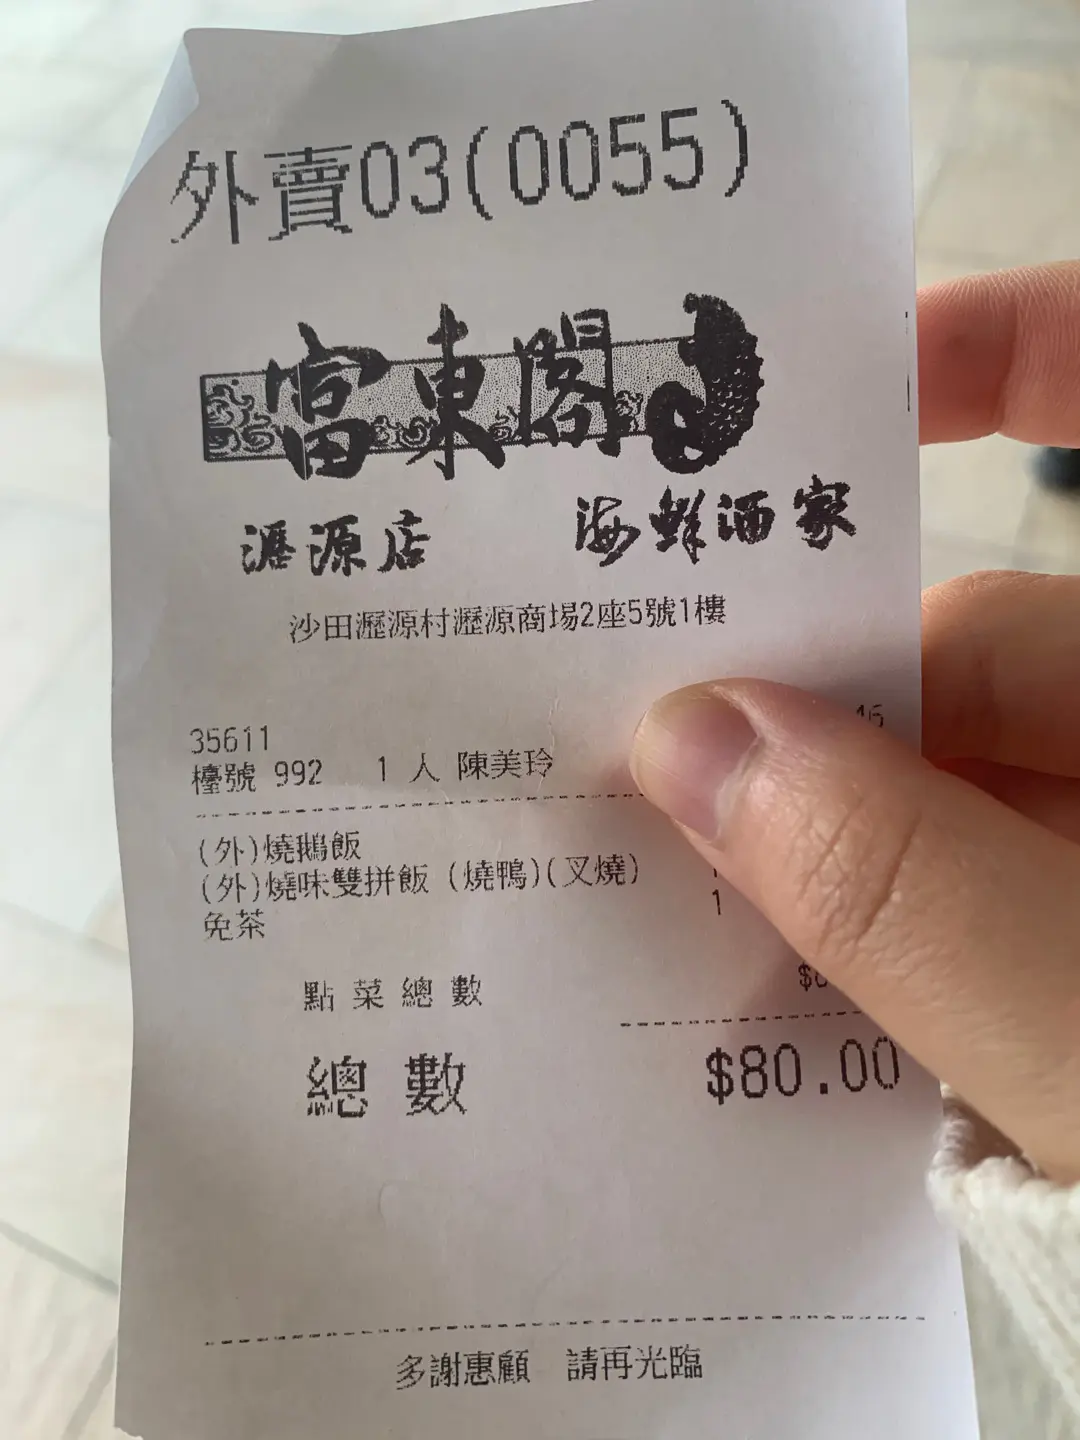 外賣03(0055)
富東閣
瀝源店 海鮮酒家
沙田瀝源村瀝源商場2座5號1樓
35611
檯號 992 1 人 陳美玲
(外)燒鵝飯
(外)燒味雙拼飯 (燒鴨)(叉燒)
免茶 1
點菜總數
總數 $80.00
多謝惠顧 請再光臨